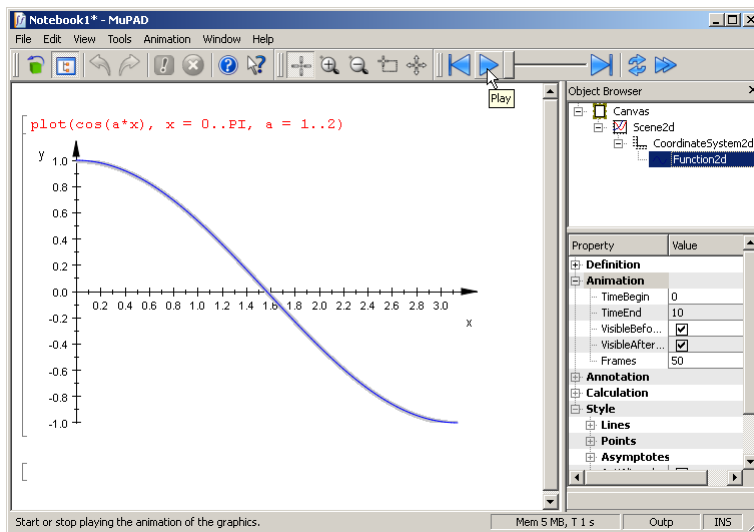 Notebook1* - MuPAD
File Edit View Tools Animation Window Help
Play
plot(cos(a*x), x = 0..PI, a = 1..2)
y
1.0
0.8
0.6
0.4
0.2
0.0
0.2 0.4 0.6 0.8 1.0 1.2 1.4 1.6 1.8 2.0 2.2 2.4 2.6 2.8 3.0
x
-0.2
-0.4
-0.6
-0.8
-1.0
Object Browser
Canvas
Scene2d
CoordinateSystem2d
Function2d
Property Value
Definition
Animation
TimeBegin 0
TimeEnd 10
VisibleBefo...
VisibleAfter...
Frames 50
Annotation
Calculation
Style
Lines
Points
Asymptotes
Start or stop playing the animation of the graphics.
Mem 5 MB, T 1 s Outp INS